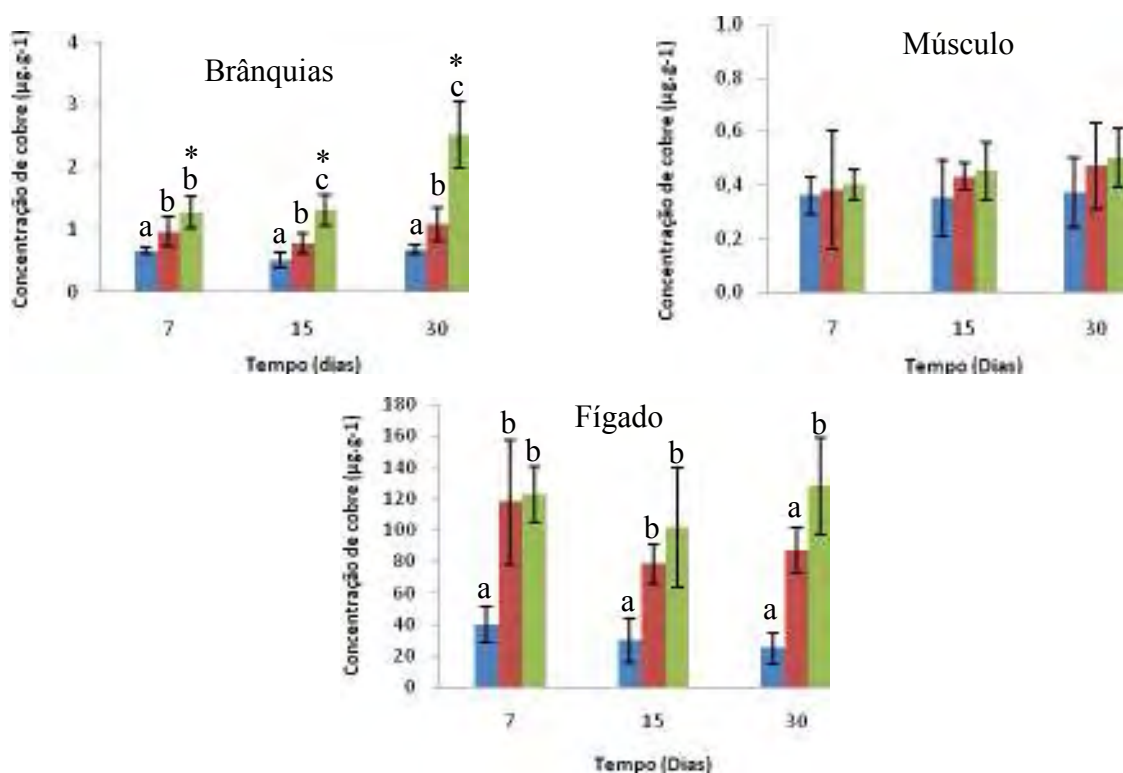 Brânquias
Concentração de cobre (µg.g-1)
4
3
2
1
0
a
b
*
b
a
b
*
c
a
b
*
c
7
15
30
Tempo (dias)
Músculo
Concentração de cobre (µg.g-1)
1,0
0,8
0,6
0,4
0,2
0,0
7
15
30
Tempo (Dias)
Fígado
Concentração de cobre (µg.g-1)
180
160
140
120
100
80
60
40
20
0
a
b
b
a
b
b
a
a
b
7
15
30
Tempo (Dias)